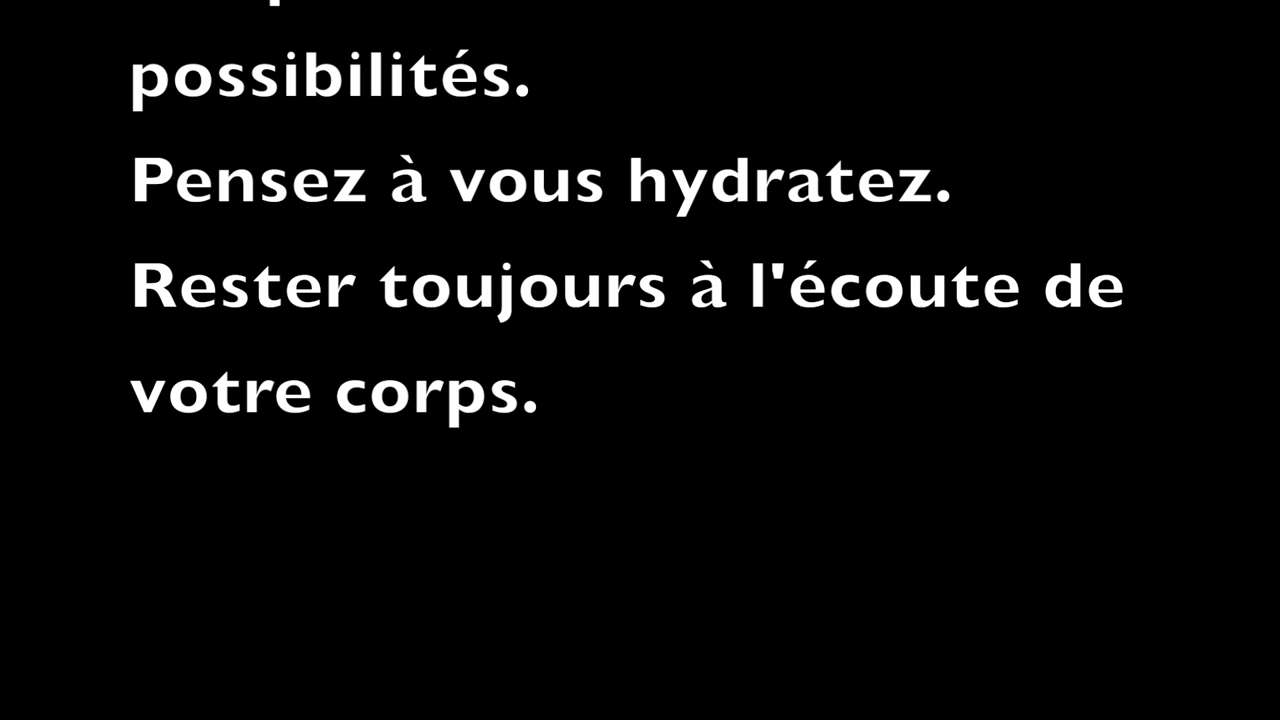 possibilités.
Pensez à vous hydratez.
Rester toujours à l'écoute de
votre corps.